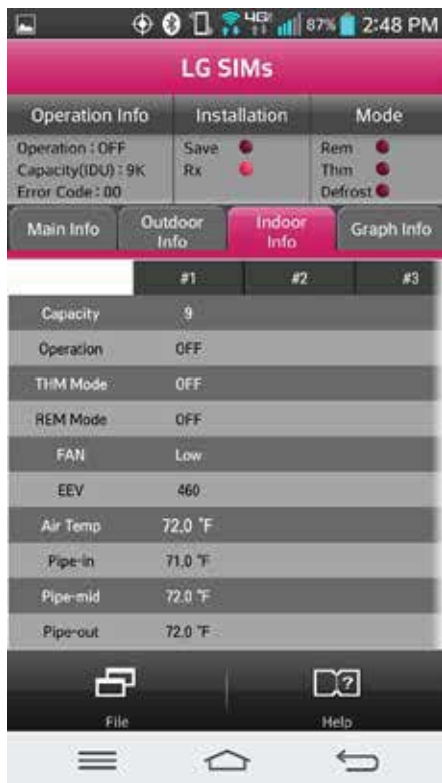 4G 87% 2:48 PM
LG SIMs
Operation Info Installation Mode
Operation : OFF Save Rem
Capacity(IDU) : 9K Rx Thm
Error Code : 00 Defrost
Main Info Outdoor Info Indoor Info Graph Info
#1 #2 #3
Capacity 9
Operation OFF
THM Mode OFF
REM Mode OFF
FAN Low
EEV 460
Air Temp 72.0 °F
Pipe-in 71.0 °F
Pipe-mid 72.0 °F
Pipe-out 72.0 °F
File Help